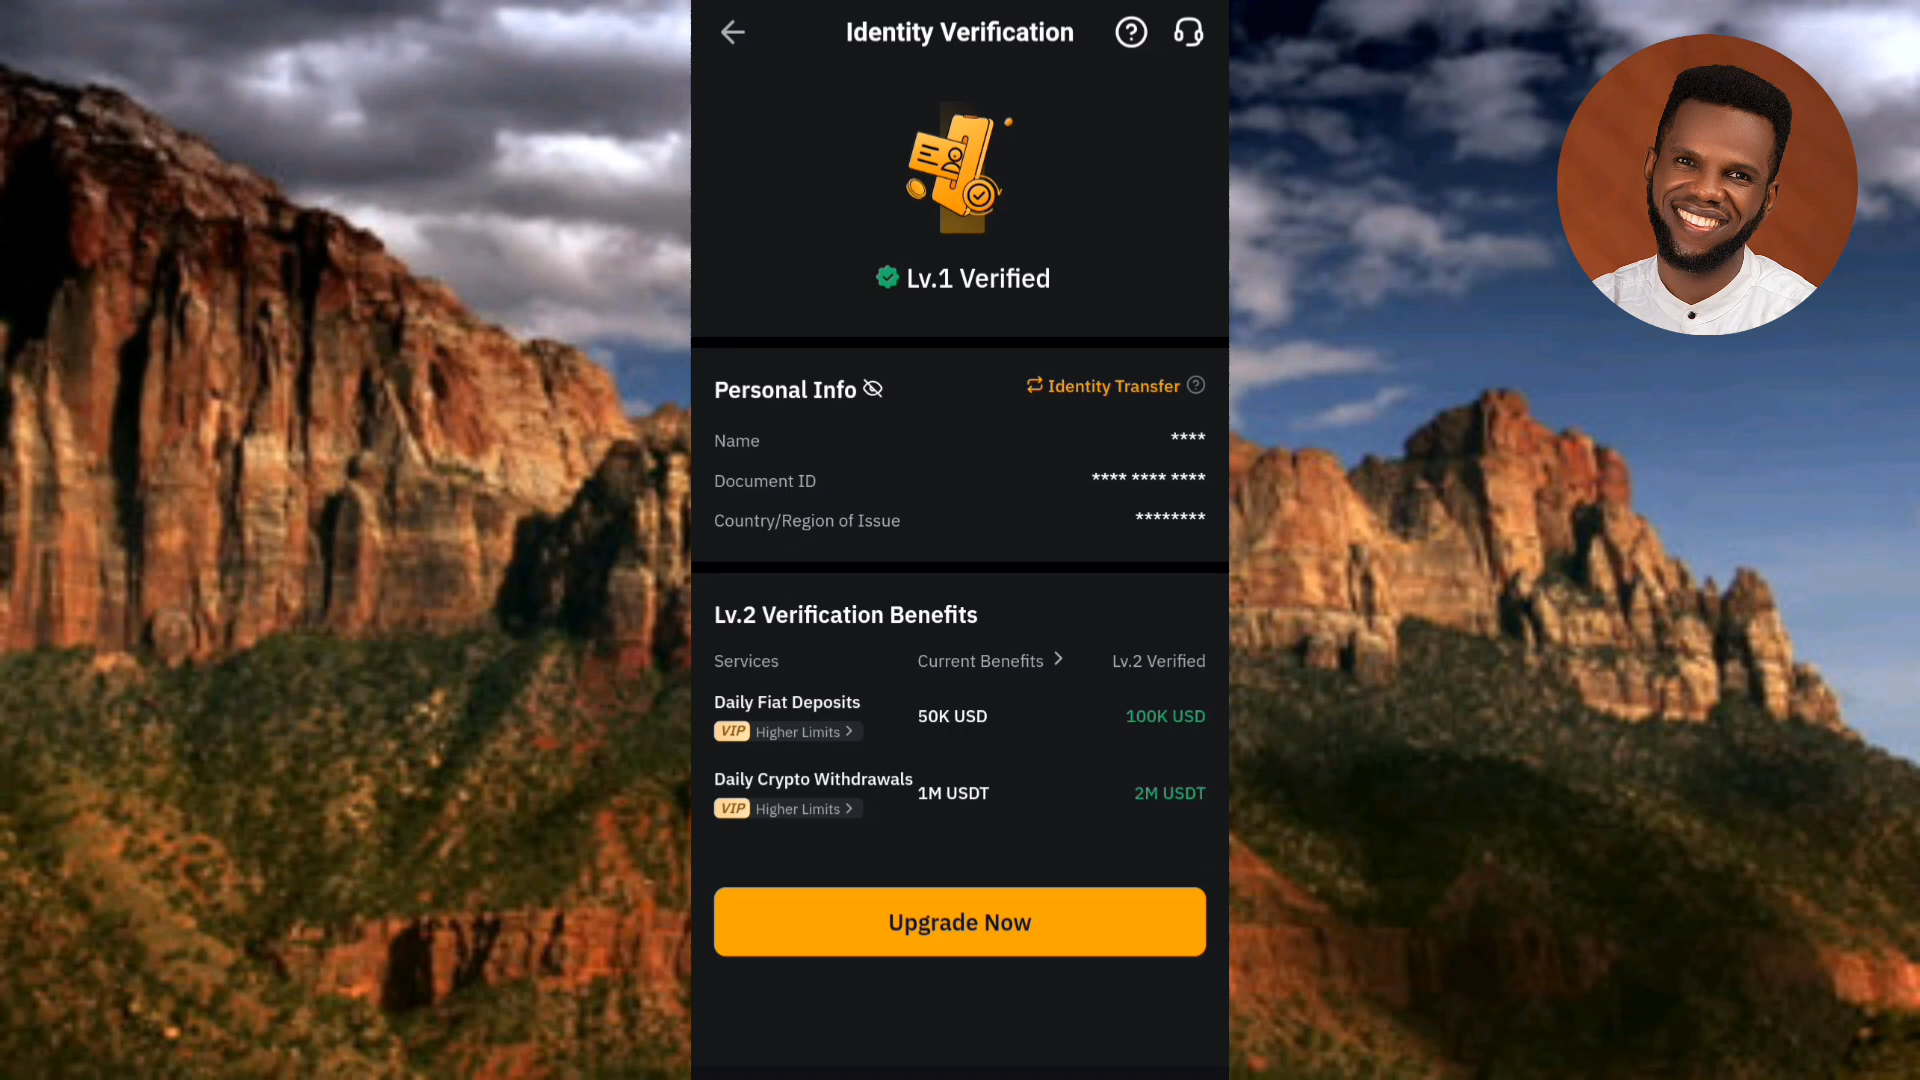 Identity Verification
Lv.1 Verified
Personal Info
Identity Transfer
Name ****
Document ID **** **** ****
Country/Region of Issue ********
Lv.2 Verification Benefits
Services Current Benefits Lv.2 Verified
Daily Fiat Deposits
50K USD 100K USD
VIP Higher Limits
Daily Crypto Withdrawals
1M USDT 2M USDT
VIP Higher Limits
Upgrade Now